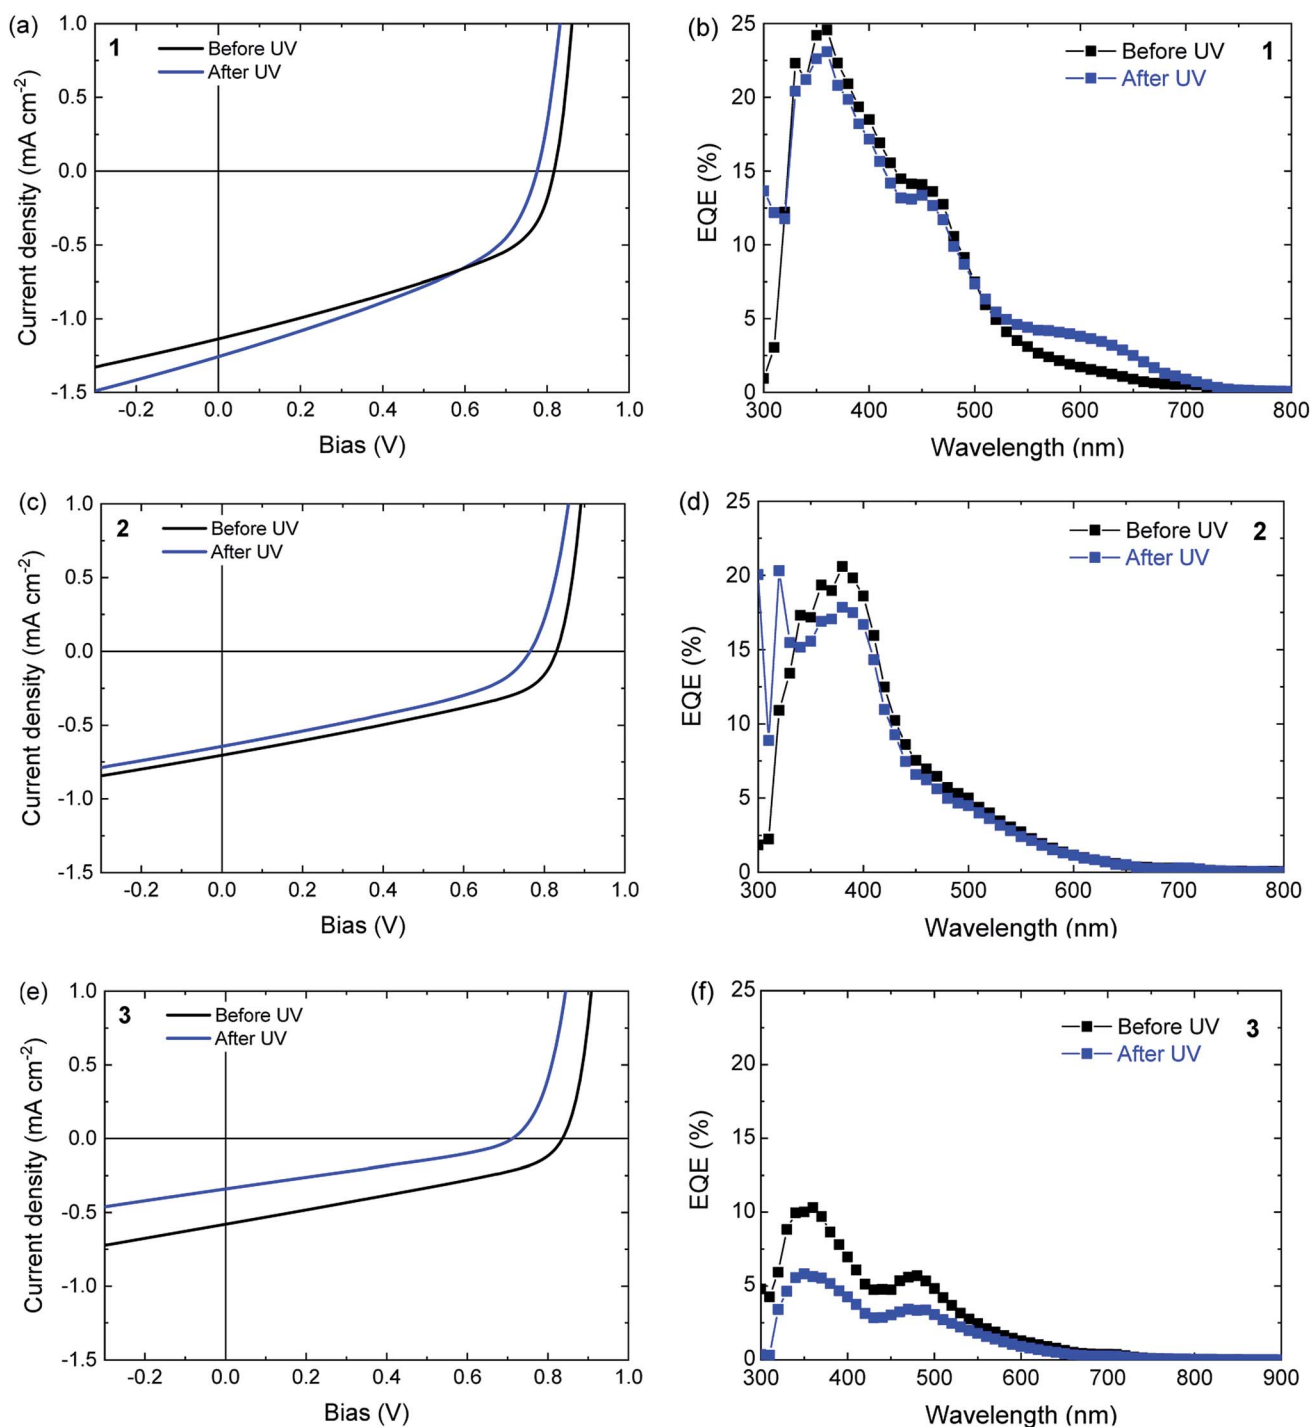 (a)
1
Before UV
After UV
1.0
0.5
0.0
-0.5
-1.0
-1.5
-0.2
0.0
0.2
0.4
0.6
0.8
1.0
Current density (mA cm⁻²)
Bias (V)
(b)
Before UV
1
After UV
25
20
15
10
5
0
300
400
500
600
700
800
EQE (%)
Wavelength (nm)
(c)
2
Before UV
After UV
1.0
0.5
0.0
-0.5
-1.0
-1.5
-0.2
0.0
0.2
0.4
0.6
0.8
1.0
Current density (mA cm⁻²)
Bias (V)
(d)
Before UV
2
After UV
25
20
15
10
5
0
300
400
500
600
700
800
EQE (%)
Wavelength (nm)
(e)
3
Before UV
After UV
1.0
0.5
0.0
-0.5
-1.0
-1.5
-0.2
0.0
0.2
0.4
0.6
0.8
1.0
Current density (mA cm⁻²)
Bias (V)
(f)
Before UV
3
After UV
25
20
15
10
5
0
300
400
500
600
700
800
900
EQE (%)
Wavelength (nm)